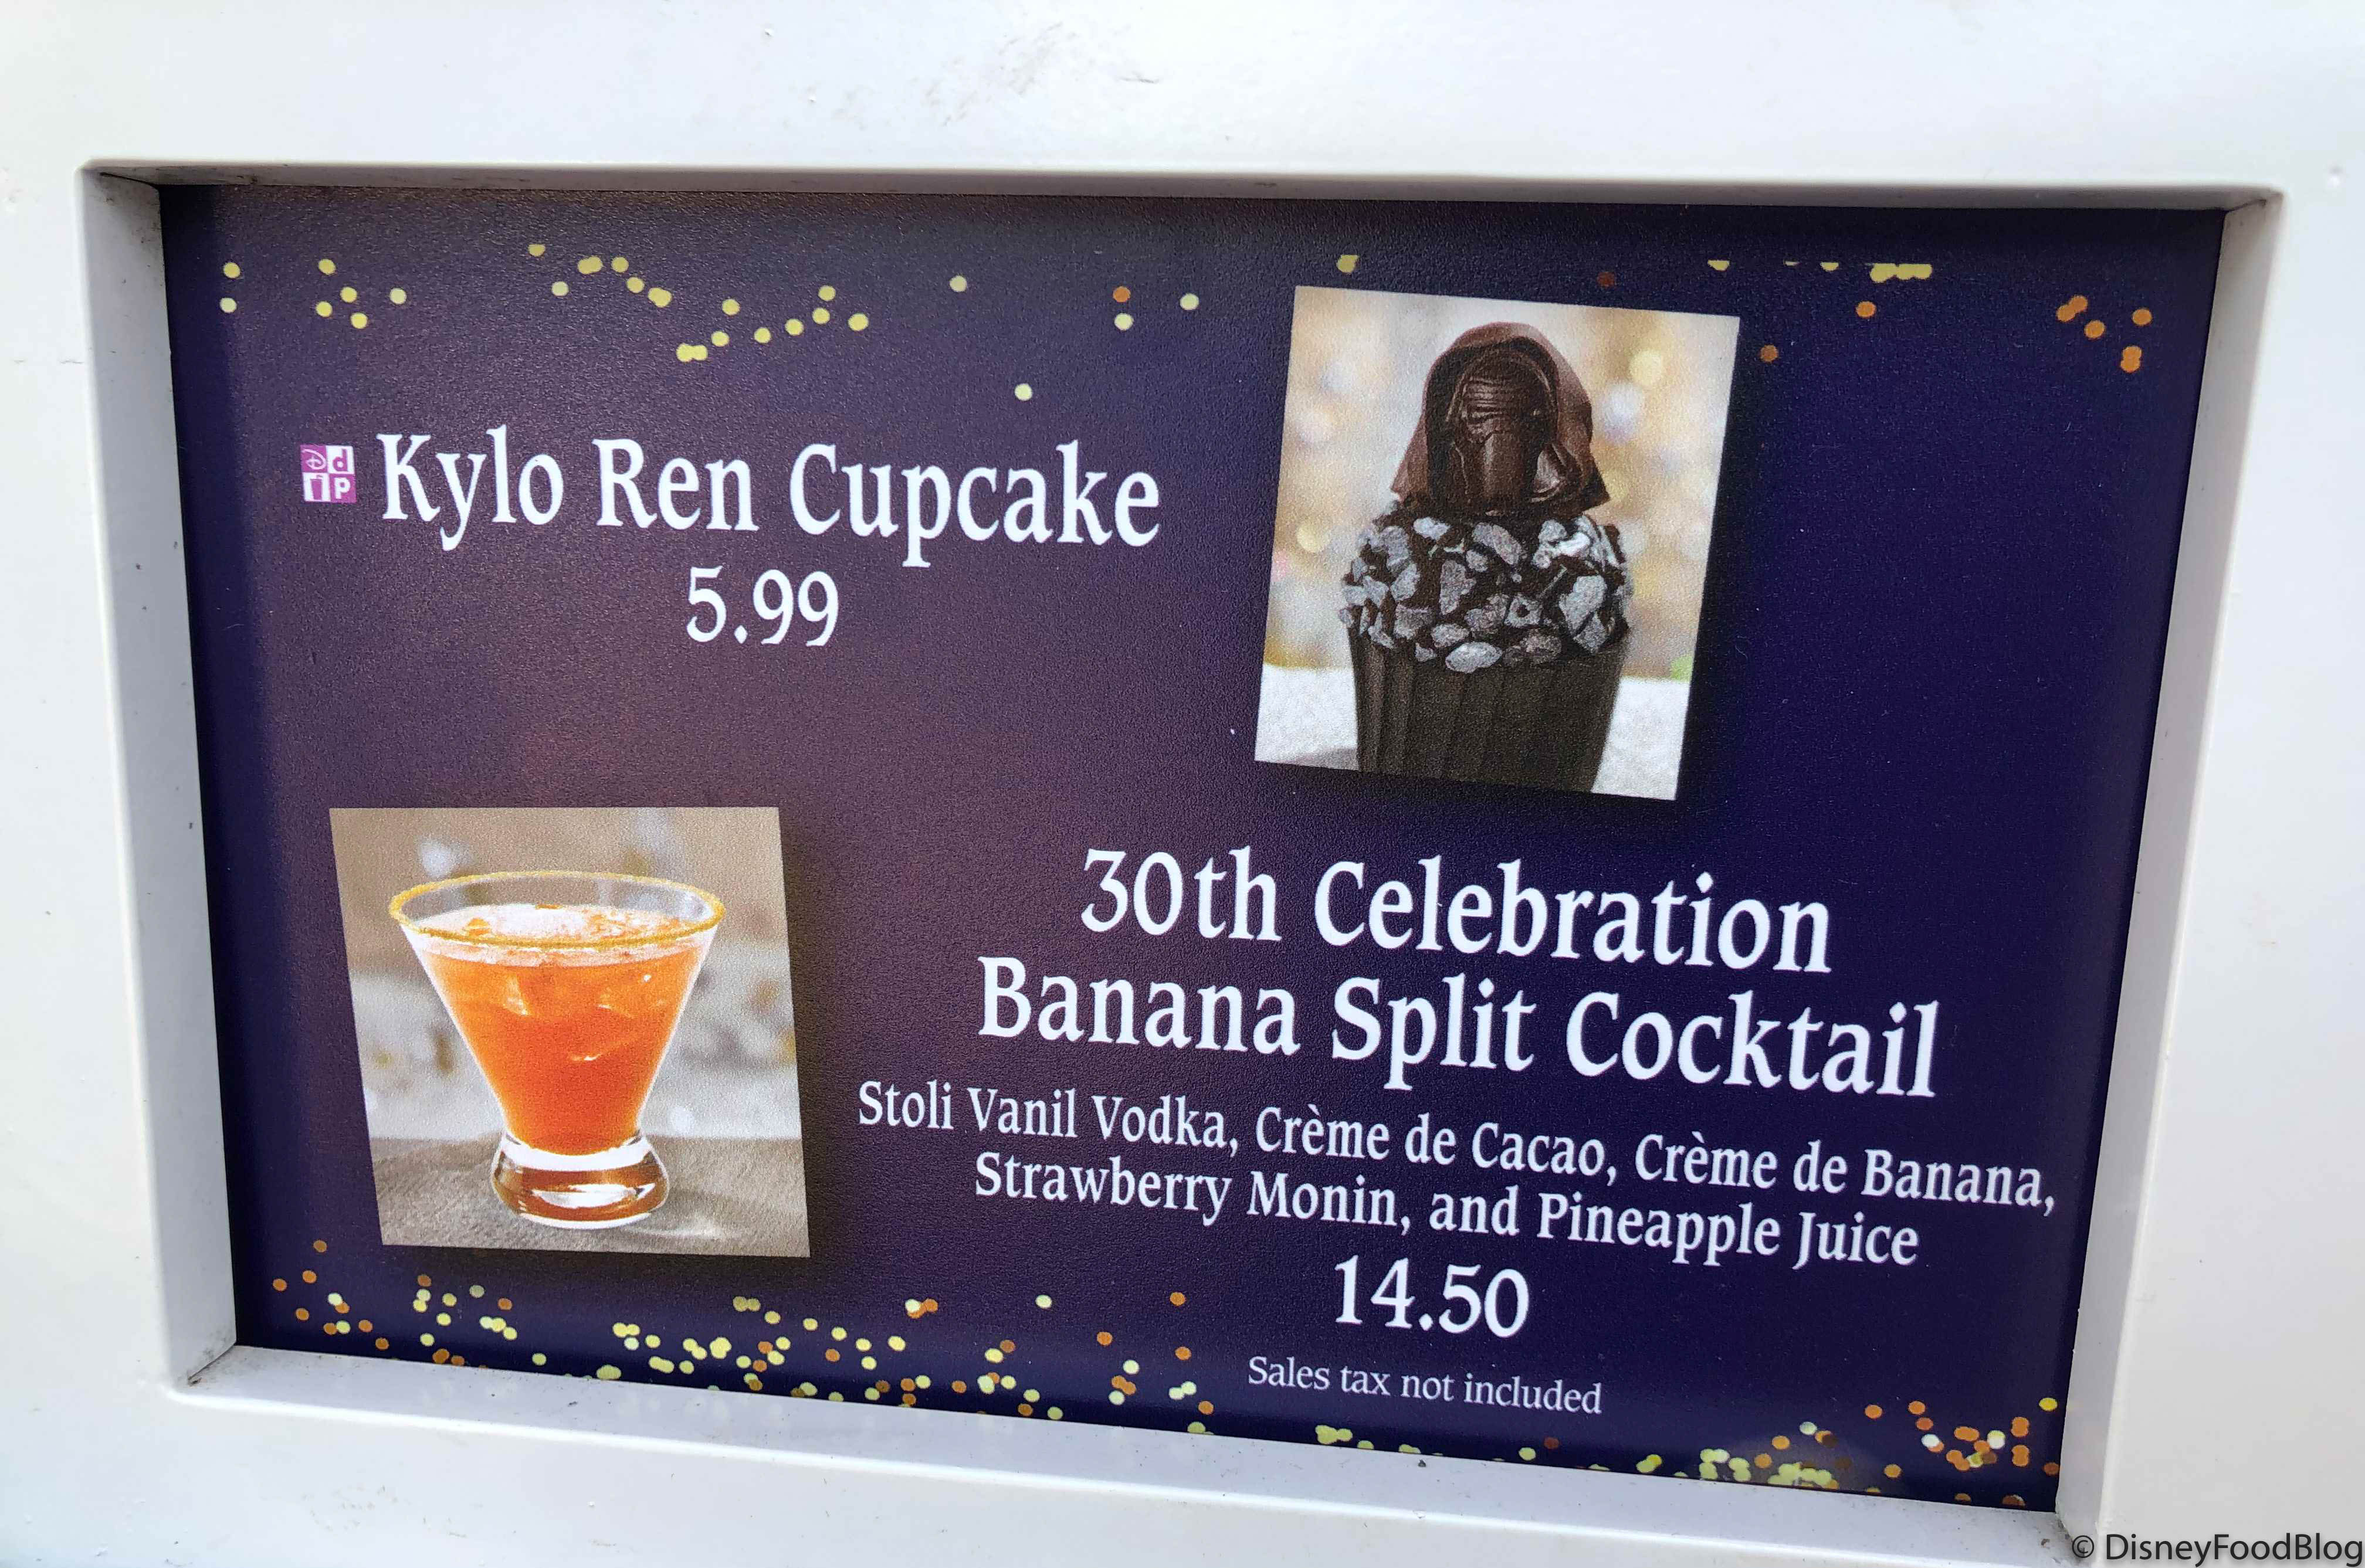 Kylo Ren Cupcake
5.99
30th Celebration
Banana Split Cocktail
Stoli Vanil Vodka, Crème de Cacao, Crème de Banana,
Strawberry Monin, and Pineapple Juice
14.50
Sales tax not included
© DisneyFoodBlog